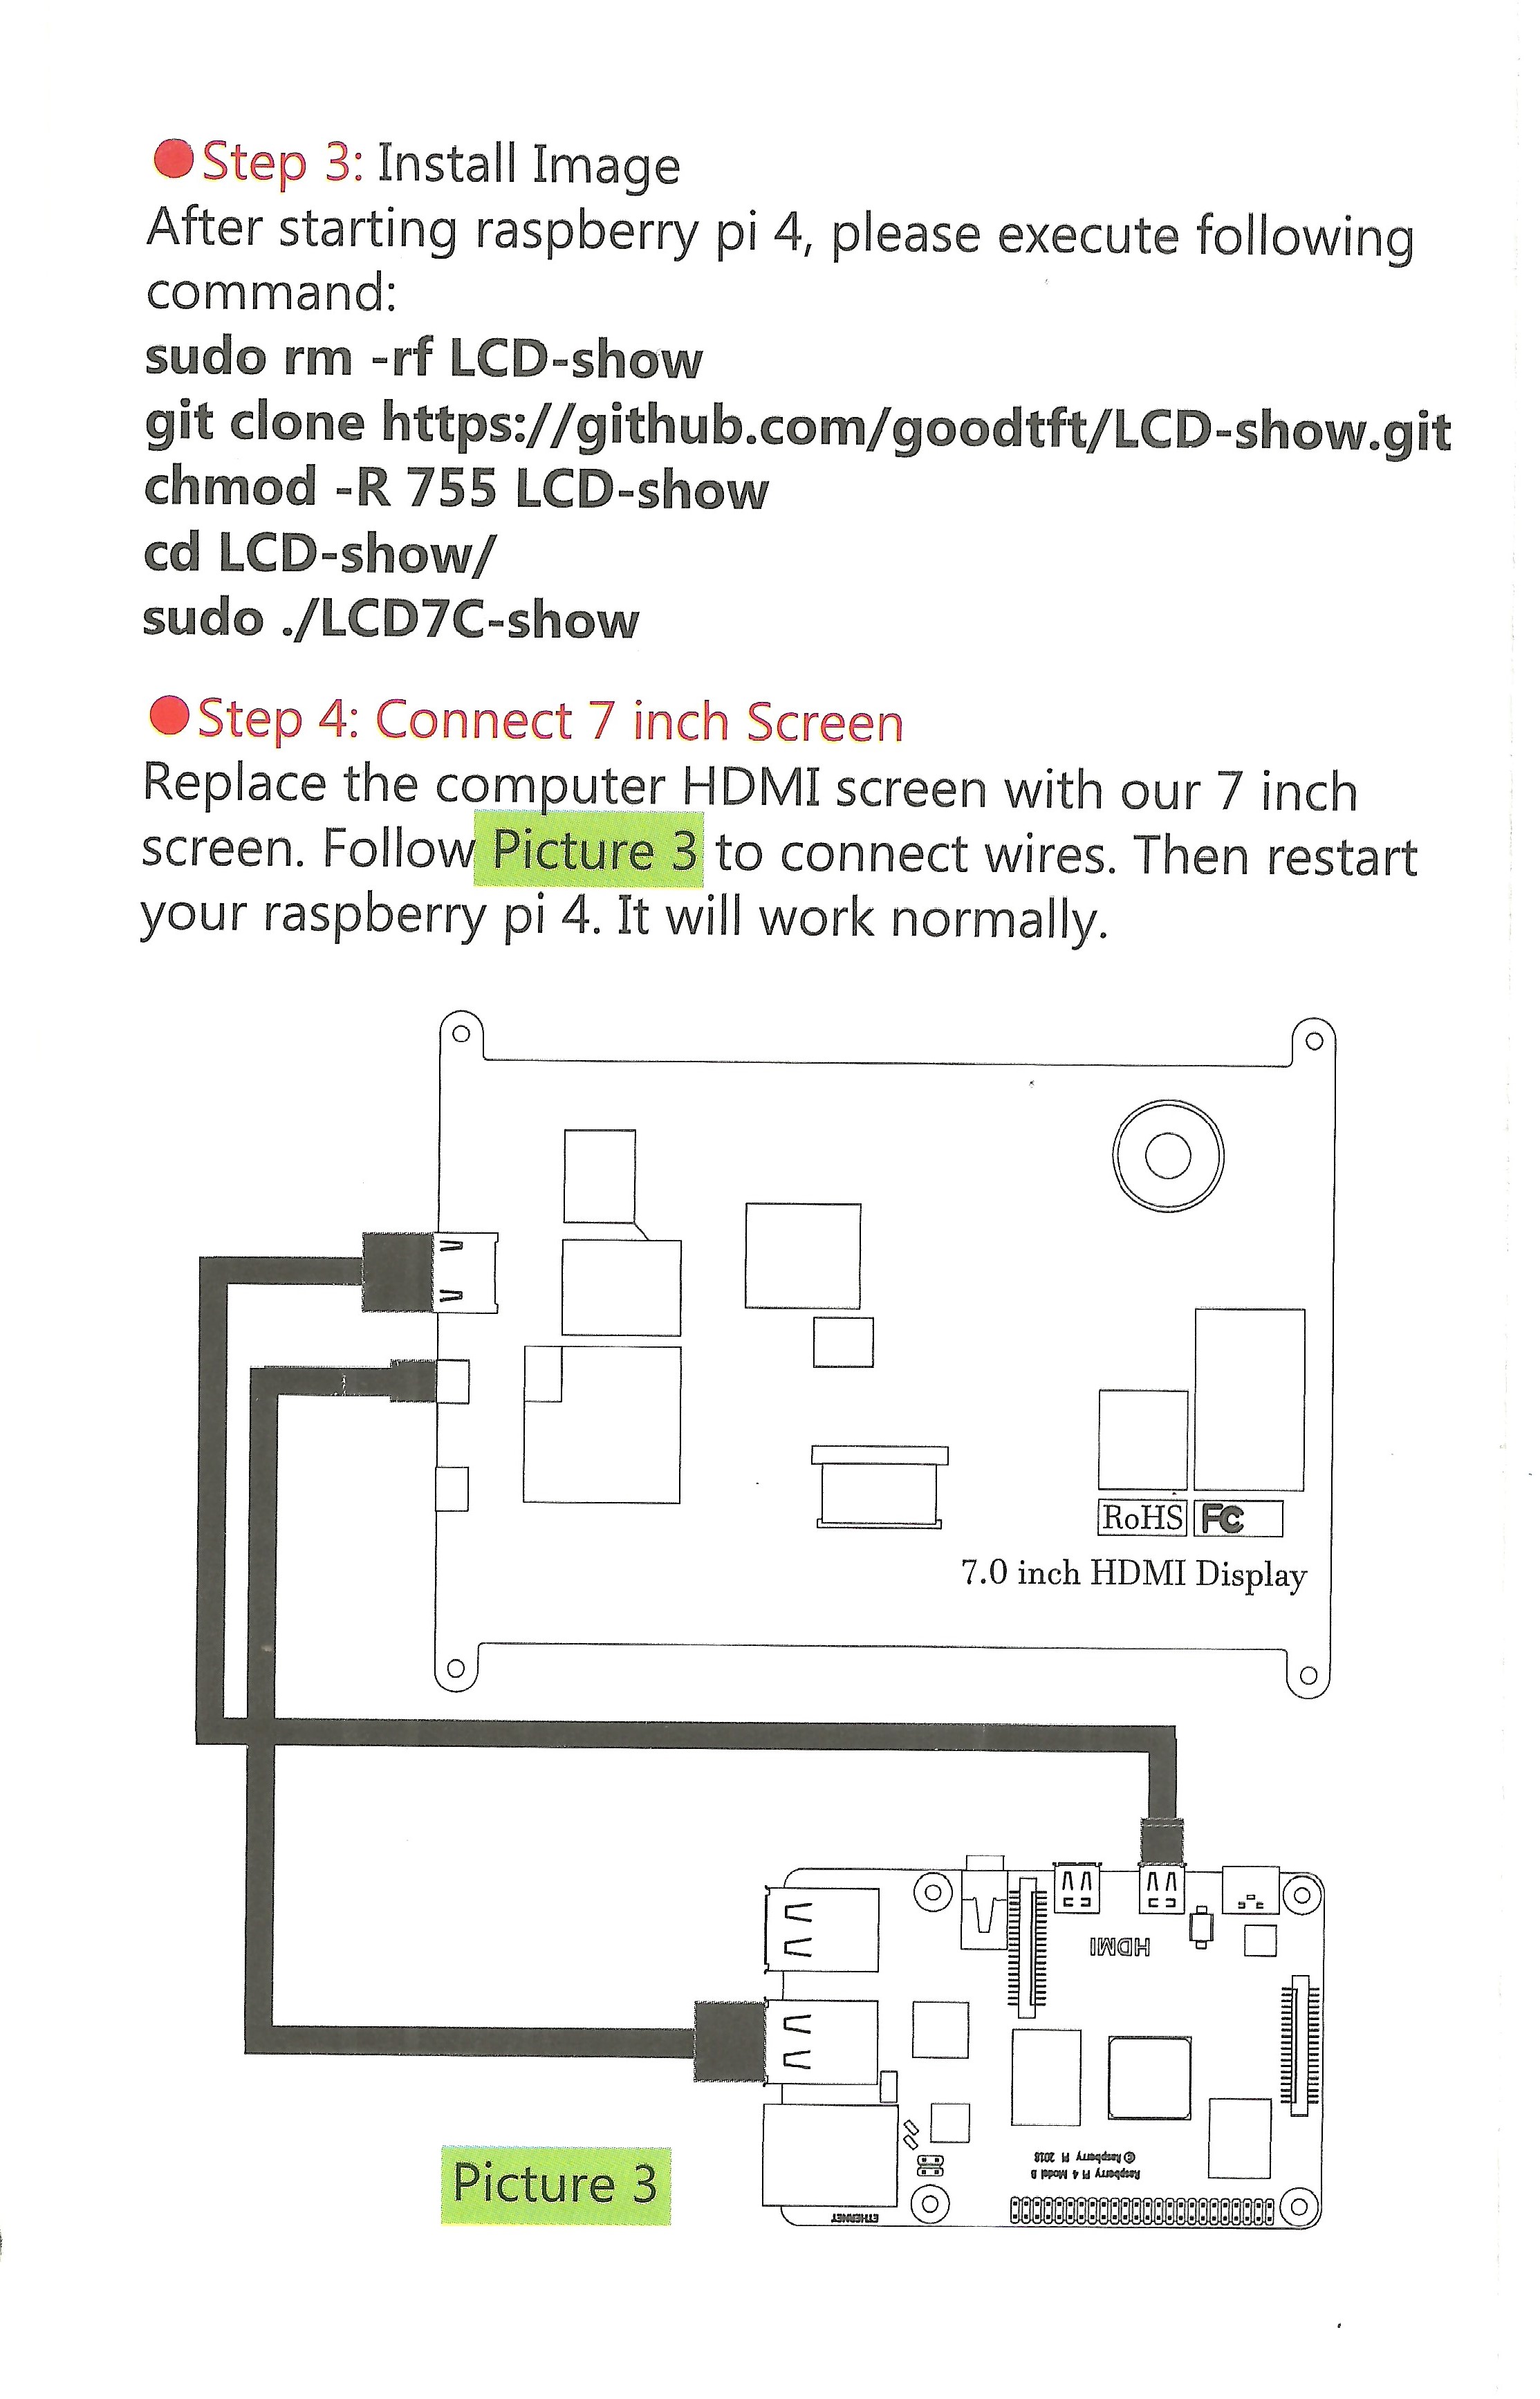 ●Step 3: Install Image
After starting raspberry pi 4, please execute following
command:
sudo rm -rf LCD-show
git clone https://github.com/goodtft/LCD-show.git
chmod -R 755 LCD-show
cd LCD-show/
sudo ./LCD7C-show
●Step 4: Connect 7 inch Screen
Replace the computer HDMI screen with our 7 inch
screen. Follow Picture 3 to connect wires. Then restart
your raspberry pi 4. It will work normally.
RoHS FC
7.0 inch HDMI Display
HDMI
© Raspberry Pi 2018
Raspberry Pi 4 Model B
Picture 3
ETHERNET